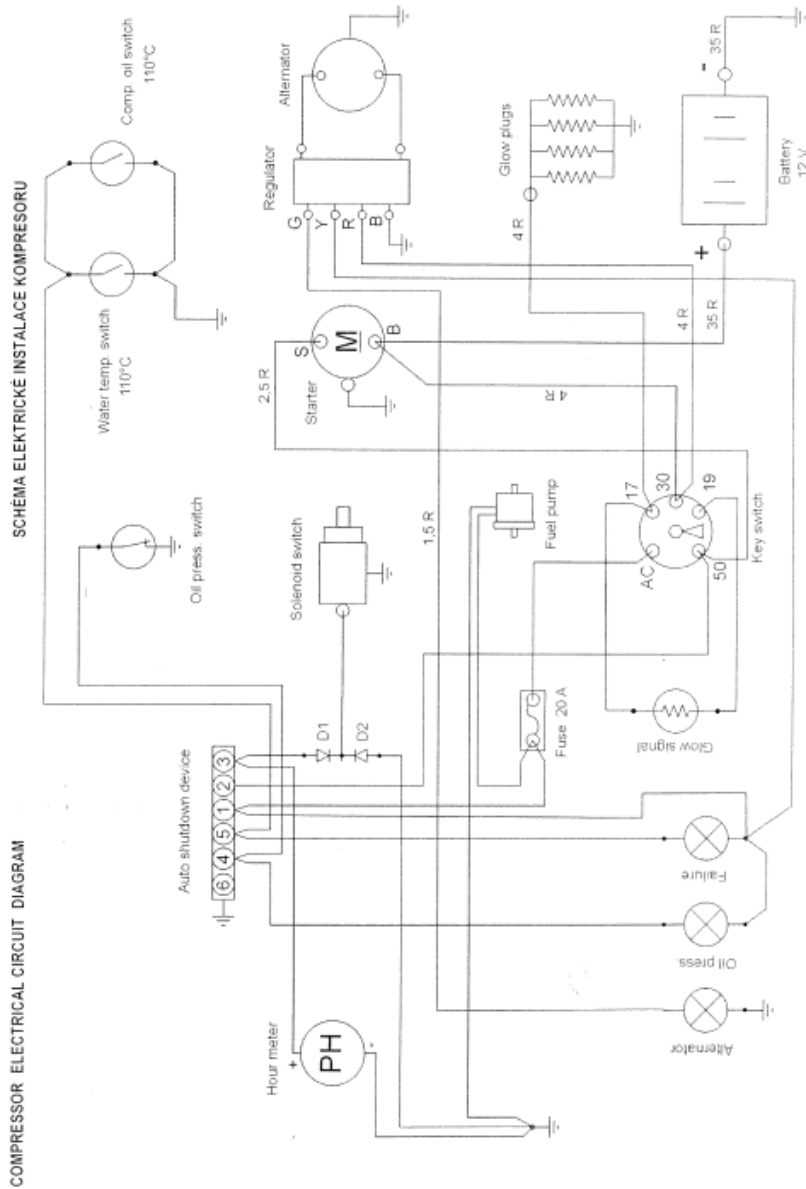 COMPRESSOR ELECTRICAL CIRCUIT DIAGRAM
SCHÉMA ELEKTRICKÉ INSTALACE KOMPRESORU
Auto shutdown device
6 4 5 1 2 3
Hour meter
+
PH
-
D1
D2
Oil press. switch
Water temp. switch
110°C
Comp. oil switch
110°C
Solenoid switch
Starter
S
M
B
2,5 R
4 R
Regulator
G
Y
R
B
Alternator
1,5 R
Fuel pump
Fuse 20 A
Glow plugs
4 R
4 R
35 R
35 R
Key switch
AC
17
30
19
50
Glow signal
Failure
Oil press.
Alternator
+
-
Battery
12 V